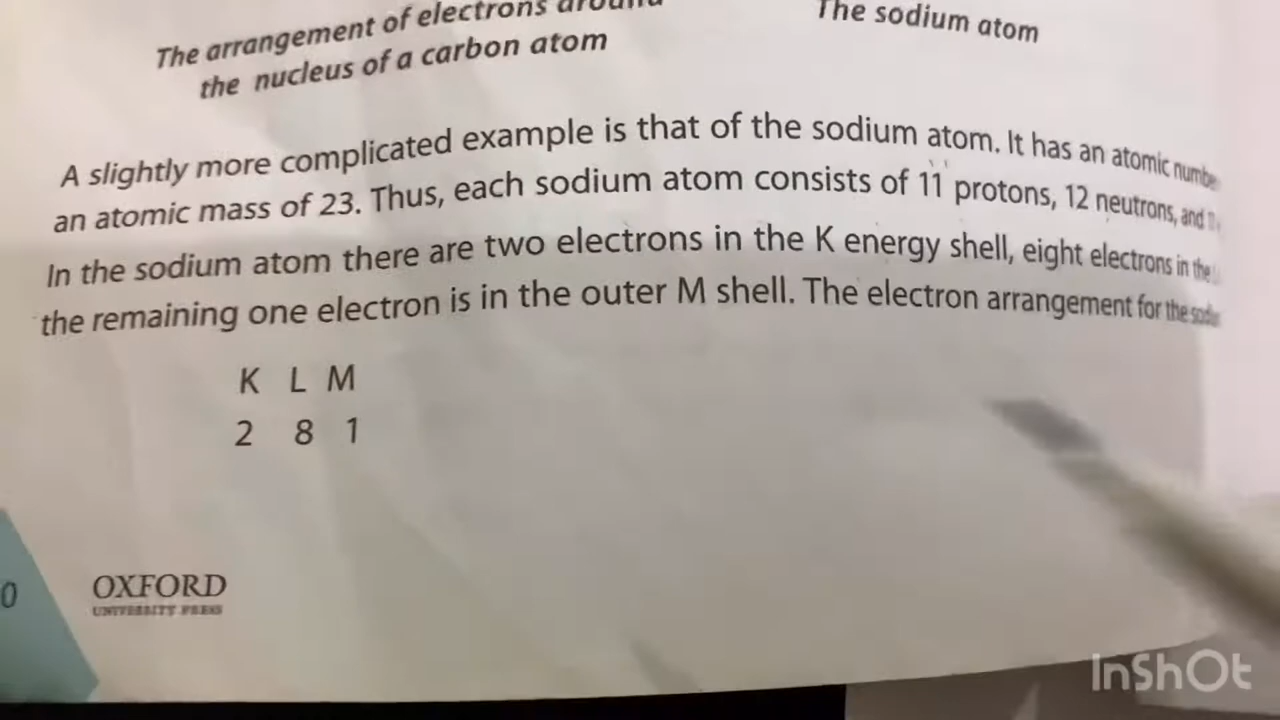 The arrangement of electrons around
the nucleus of a carbon atom
The sodium atom
A slightly more complicated example is that of the sodium atom. It has an atomic
an atomic mass of 23. Thus, each sodium atom consists of 11 protons, 12 neutrons, and
In the sodium atom there are two electrons in the K energy shell, eight electrons in the
the remaining one electron is in the outer M shell. The electron arrangement for the
K L M
2 8 1
0
OXFORD
UNIVERSITY PRESS
InShOt